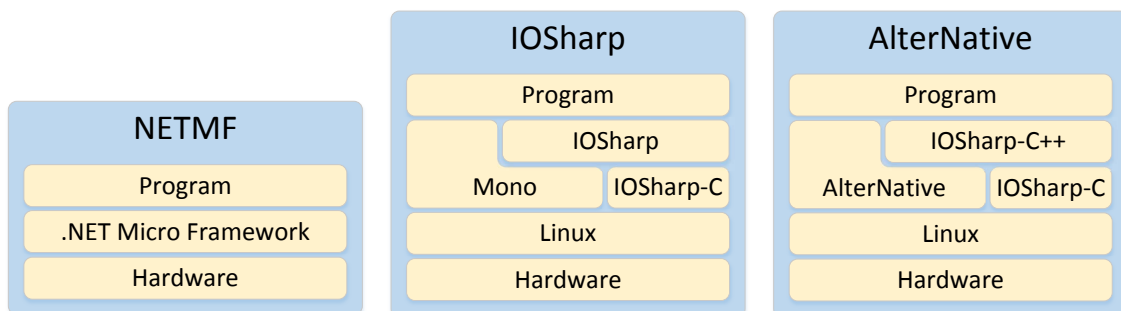 NETMF
Program
.NET Micro Framework
Hardware
IOSharp
Program
IOSharp
Mono
IOSharp-C
Linux
Hardware
AlterNative
Program
IOSharp-C++
AlterNative
IOSharp-C
Linux
Hardware